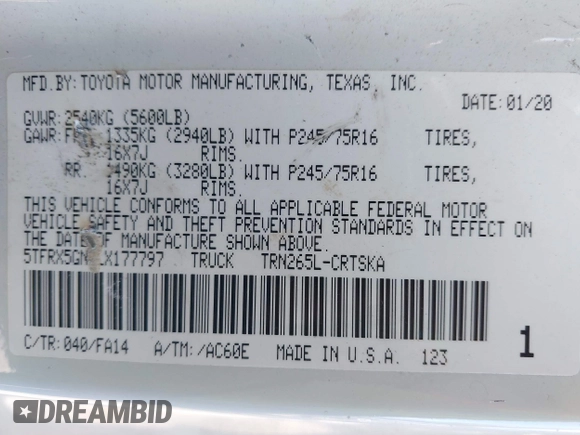 MFD.BY:TOYOTA MOTOR MANUFACTURING, TEXAS, INC.
DATE:01/20
GVWR:2540KG (5600LB)
GAWR: 1335KG (2940LB) WITH P245/75R16 TIRES,
16X7J RIMS.
RR. 1490KG (3280LB) WITH P245/75R16 TIRES,
16X7J RIMS.
THIS VEHICLE CONFORMS TO ALL APPLICABLE FEDERAL MOTOR
VEHICLE SAFETY AND THEFT PREVENTION STANDARDS IN EFFECT ON
THE DATE OF MANUFACTURE SHOWN ABOVE.
TRUCK TRN265L-CRTSKA
C/TR:040/FA14 A/TM:/AC60E MADE IN U.S.A. 123 1
DREAMBID